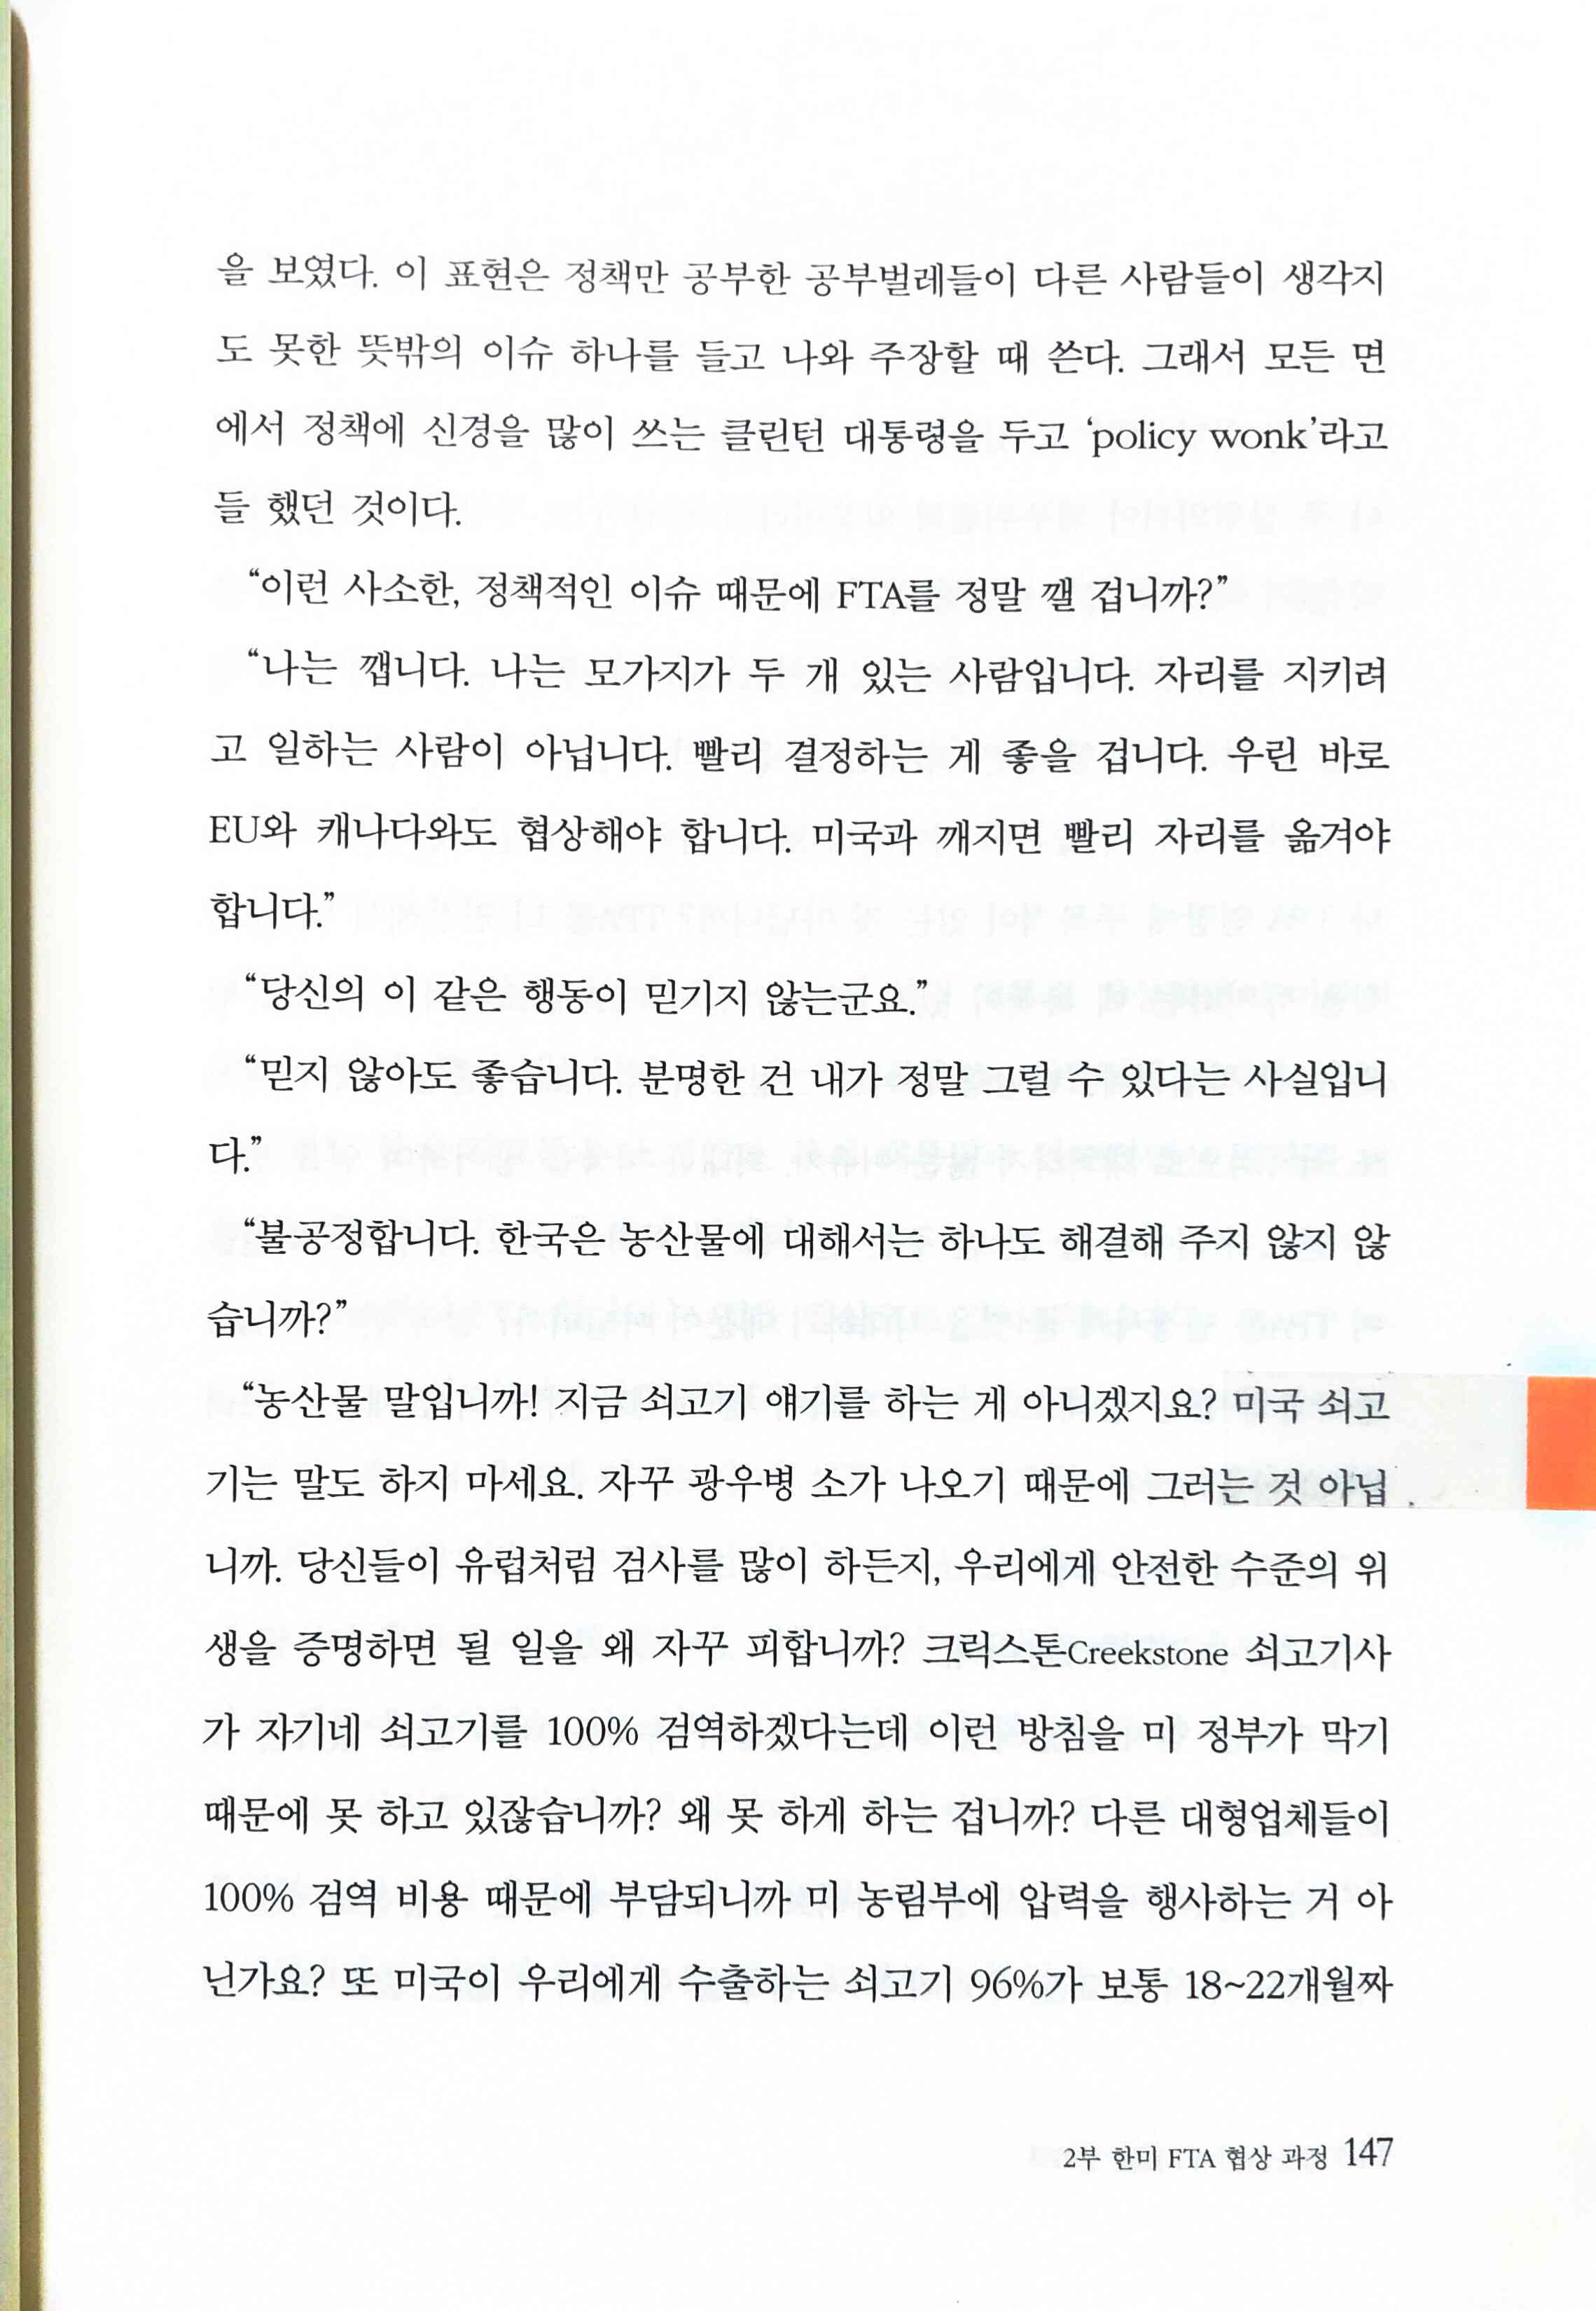 을 보였다. 이 표현은 정책만 공부한 공부벌레들이 다른 사람들이 생각지
도 못한 뜻밖의 이슈 하나를 들고 나와 주장할 때 쓴다. 그래서 모든 면
에서 정책에 신경을 많이 쓰는 클린턴 대통령을 두고 ‘policy wonk’라고
들 했던 것이다.
“이런 사소한, 정책적인 이슈 때문에 FTA를 정말 깰 겁니까?”
“나는 깹니다. 나는 모가지가 두 개 있는 사람입니다. 자리를 지키려
고 일하는 사람이 아닙니다. 빨리 결정하는 게 좋을 겁니다. 우린 바로
EU와 캐나다와도 협상해야 합니다. 미국과 깨지면 빨리 자리를 옮겨야
합니다.”
“당신의 이 같은 행동이 믿기지 않는군요.”
“믿지 않아도 좋습니다. 분명한 건 내가 정말 그럴 수 있다는 사실입니
다.”
“불공정합니다. 한국은 농산물에 대해서는 하나도 해결해 주지 않지 않
습니까?”
“농산물 말입니까! 지금 쇠고기 얘기를 하는 게 아니겠지요? 미국 쇠고
기는 말도 하지 마세요. 자꾸 광우병 소가 나오기 때문에 그러는 것 아닙
니까. 당신들이 유럽처럼 검사를 많이 하든지, 우리에게 안전한 수준의 위
생을 증명하면 될 일을 왜 자꾸 피합니까? 크릭스톤Creekstone 쇠고기사
가 자기네 쇠고기를 100% 검역하겠다는데 이런 방침을 미 정부가 막기
때문에 못 하고 있잖습니까? 왜 못 하게 하는 겁니까? 다른 대형업체들이
100% 검역 비용 때문에 부담되니까 미 농림부에 압력을 행사하는 거 아
닌가요? 또 미국이 우리에게 수출하는 쇠고기 96%가 보통 18~22개월짜
2부 한미 FTA 협상 과정 147